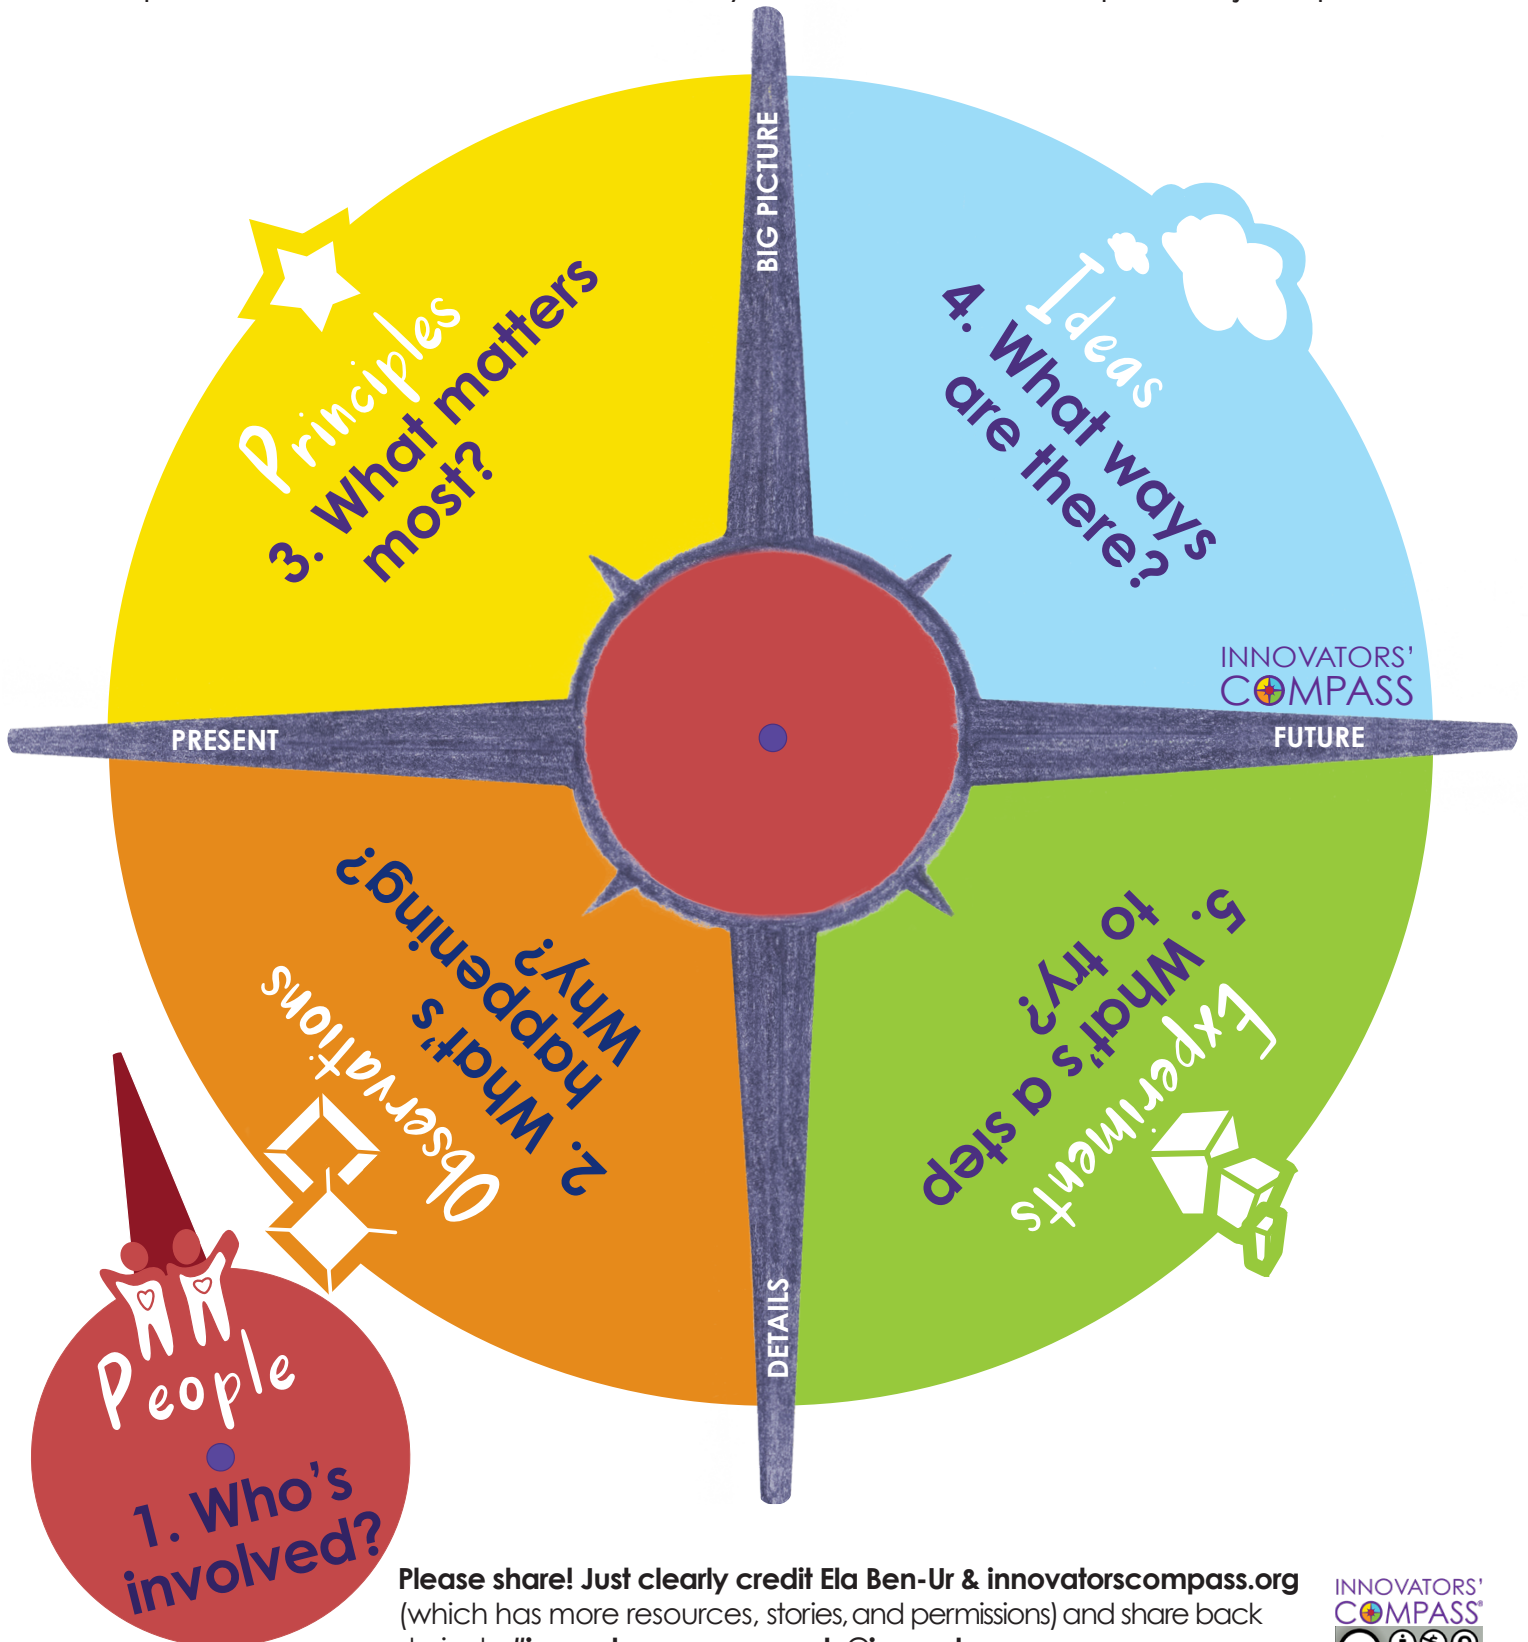 BIG PICTURE
Principles
3. What matters
most?
Ideas
4. What ways
are there?
INNOVATORS'
COMPASS
PRESENT
FUTURE
Observations
2. What's
happening?
Why?
5. What's a step
to try?
Experiments
DETAILS
People
1. Who's
involved?
Please share! Just clearly credit Ela Ben-Ur & innovatorscompass.org
(which has more resources, stories, and permissions) and share back
INNOVATORS'
COMPASS®